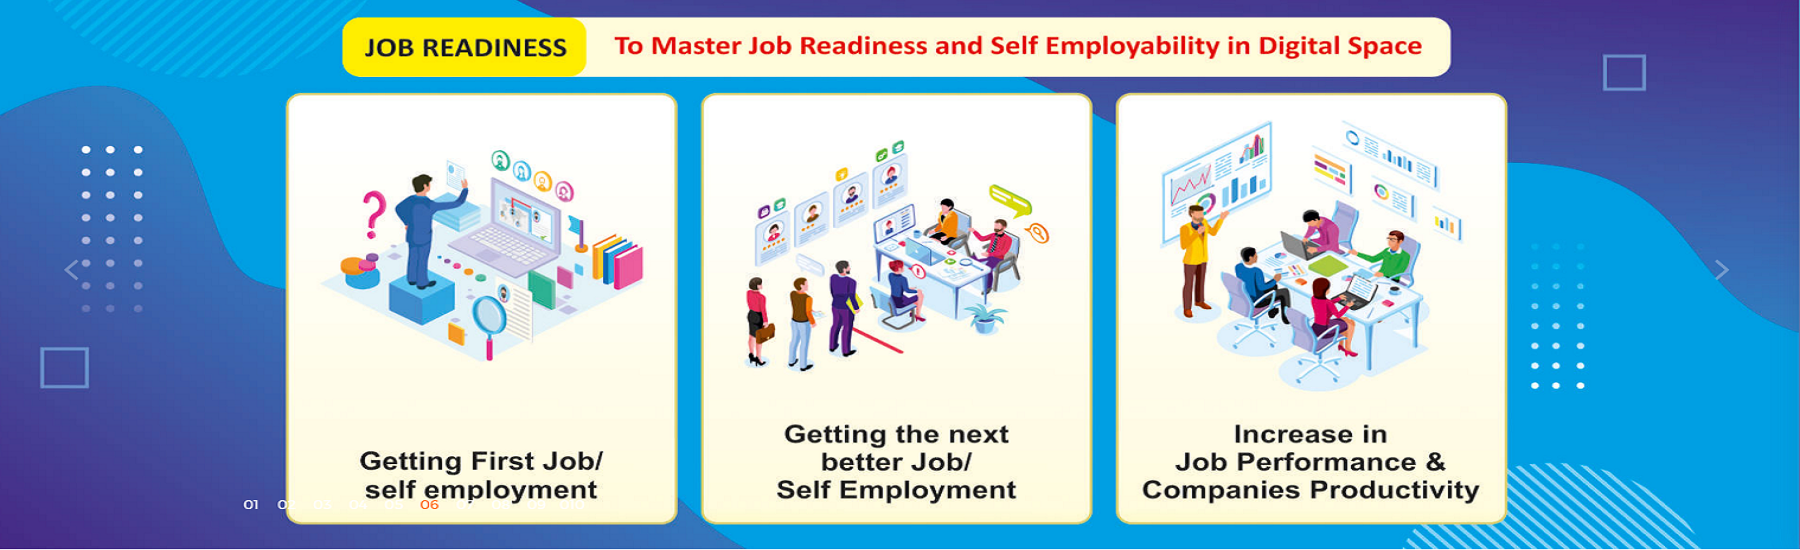 JOB READINESS
To Master Job Readiness and Self Employability in Digital Space
Getting First Job/
self employment
Getting the next
better Job/
Self Employment
Increase in
Job Performance &
Companies Productivity
01 02 03 04 05 06 07 08 09 010